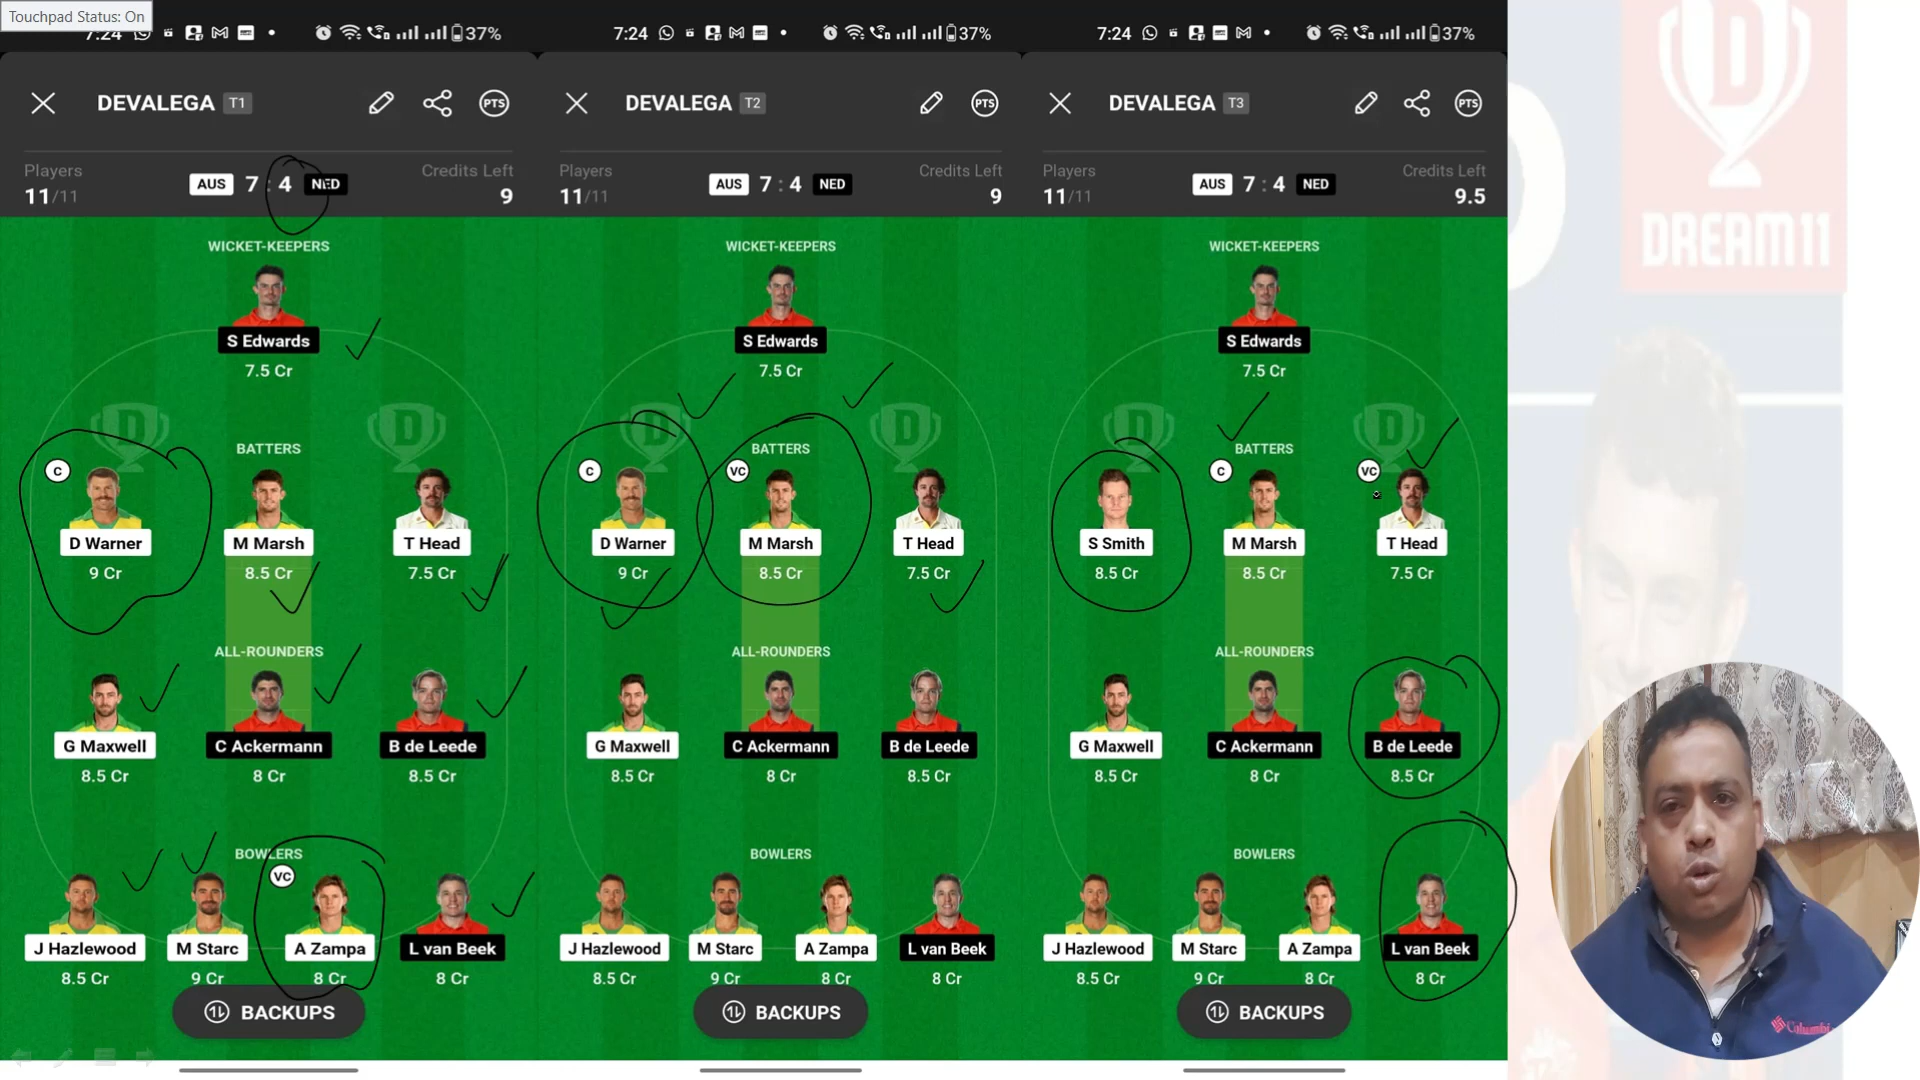 Touchpad Status: On
7:24 37%
7:24 37%
7:24 37%
DEVALEGA T1 PTS
DEVALEGA T2 PTS
DEVALEGA T3 PTS
Players Credits Left
11/11 AUS 7 : 4 NED 9
Players Credits Left
11/11 AUS 7 : 4 NED 9
Players Credits Left
11/11 AUS 7 : 4 NED 9.5
WICKET-KEEPERS
S Edwards
7.5 Cr
BATTERS
C
D Warner M Marsh T Head
9 Cr 8.5 Cr 7.5 Cr
ALL-ROUNDERS
G Maxwell C Ackermann B de Leede
8.5 Cr 8 Cr 8.5 Cr
BOWLERS
VC
J Hazlewood M Starc A Zampa L van Beek
8.5 Cr 9 Cr 8 Cr 8 Cr
BACKUPS
WICKET-KEEPERS
S Edwards
7.5 Cr
BATTERS
C VC
D Warner M Marsh T Head
9 Cr 8.5 Cr 7.5 Cr
ALL-ROUNDERS
G Maxwell C Ackermann B de Leede
8.5 Cr 8 Cr 8.5 Cr
BOWLERS
J Hazlewood M Starc A Zampa L van Beek
8.5 Cr 9 Cr 8 Cr 8 Cr
BACKUPS
WICKET-KEEPERS
S Edwards
7.5 Cr
BATTERS
C VC
S Smith M Marsh T Head
8.5 Cr 8.5 Cr 7.5 Cr
ALL-ROUNDERS
G Maxwell C Ackermann B de Leede
8.5 Cr 8 Cr 8.5 Cr
BOWLERS
J Hazlewood M Starc A Zampa L van Beek
8.5 Cr 9 Cr 8 Cr 8 Cr
BACKUPS
DREAM11